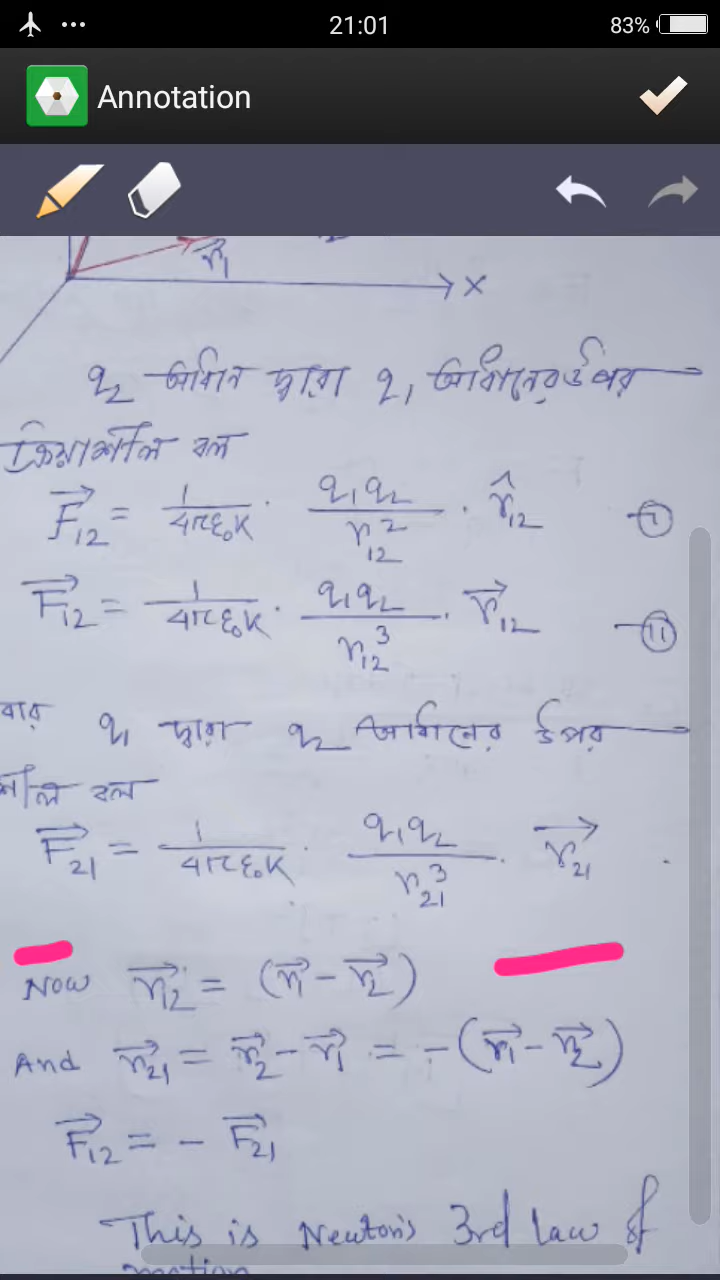 21:01
83%
Annotation
r₁
X
q₂ আধান দ্বারা q₁ আধানের উপর
ক্রিয়াশীল বল
F⃗₁₂ = 1/4πε₀K · q₁q₂/r₁₂² · r̂₁₂ —(i)
F⃗₁₂ = 1/4πε₀K · q₁q₂/r₁₂³ · r⃗₁₂ —(ii)
বার q₁ দ্বারা q₂ আধানের উপর
শীল বল
F⃗₂₁ = 1/4πε₀K · q₁q₂/r₂₁³ · r⃗₂₁ .
Now r⃗₁₂ = (r⃗₁ − r⃗₂)
And r⃗₂₁ = r⃗₂ − r⃗₁ = −(r⃗₁ − r⃗₂)
F⃗₁₂ = − F⃗₂₁
This is Newton's 3rd law of
motion